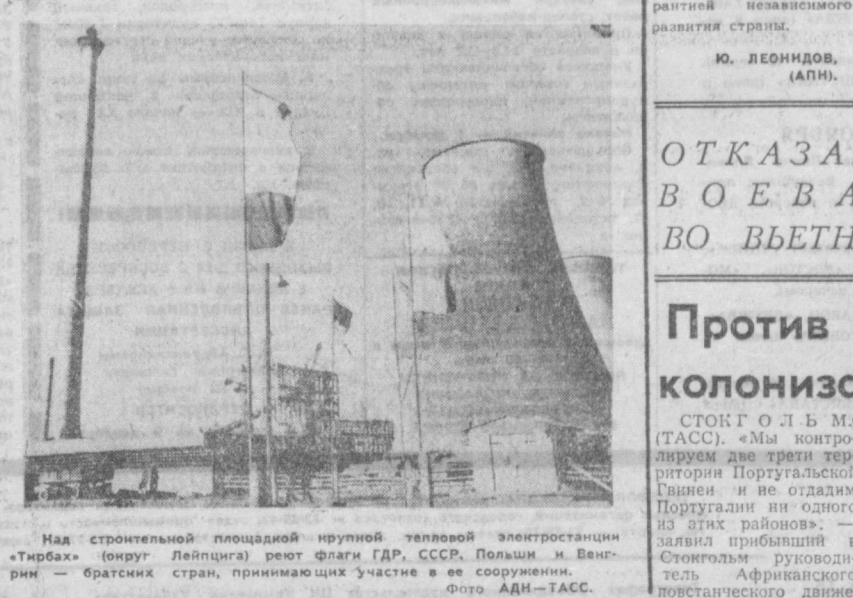 Над строительной площадкой крупной тепловой электростанции
«Тирбах» (округ Лейпцига) реют флаги ГДР, СССР, Польши и Венг-
рии — братских стран, принимающих участие в ее сооружении.
Фото АДН—ТАСС.
рантией независимого
развития страны.
Ю. ЛЕОНИДОВ,
(АПН).
ОТКАЗА
ВОЕВА
ВО ВЬЕТН
Против
колониза
СТОКГОЛЬМ.
(ТАСС). «Мы контро-
лируем две трети тер-
ритории Португальской
Гвинеи и не отдадим
Португалии ни одного
из этих районов», —
заявил прибывший в
Стокгольм руководи-
тель Африканского
повстанческого движе-